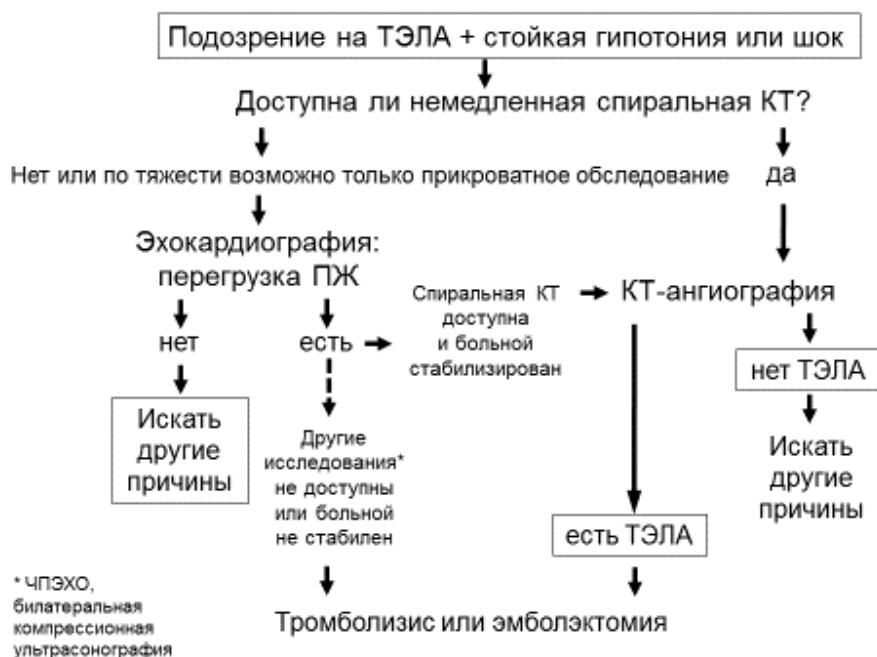 Подозрение на ТЭЛА + стойкая гипотония или шок
Доступна ли немедленная спиральная КТ?
Нет или по тяжести возможно только прикроватное обследование
да
Эхокардиография:
перегрузка ПЖ
нет
есть
Спиральная КТ
доступна
и больной
стабилизирован
КТ-ангиография
нет ТЭЛА
Искать
другие
причины
Другие
исследования*
не доступны
или больной
не стабилен
Искать
другие
причины
есть ТЭЛА
Тромболизис или эмболэктомия
* ЧПЭХО,
билатеральная
компрессионная
ультрасонография